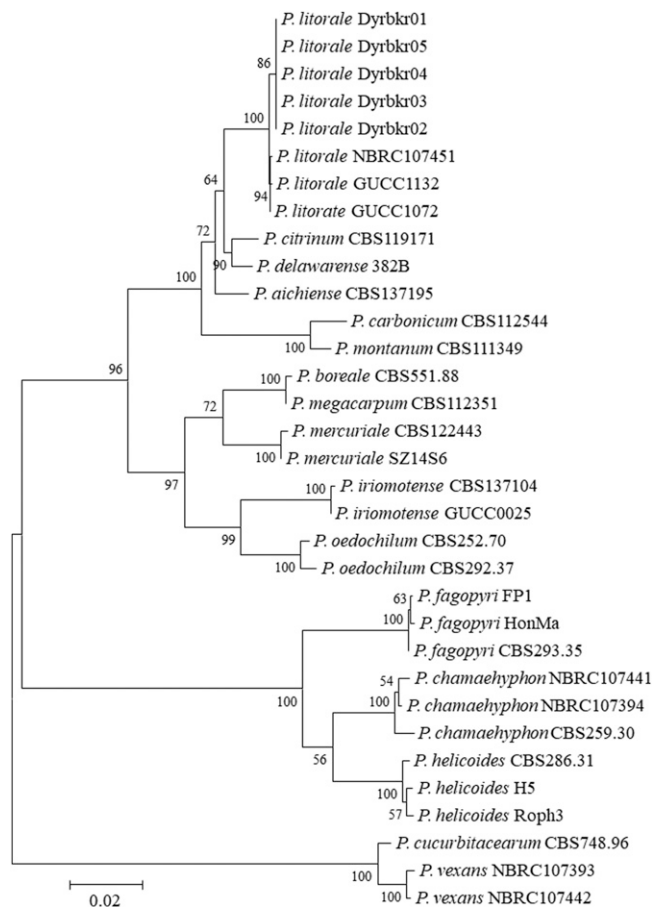 P. litorale Dyrbkr01
P. litorale Dyrbkr05
86
P. litorale Dyrbkr04
P. litorale Dyrbkr03
100
P. litorale Dyrbkr02
P. litorale NBRC107451
64
P. litorale GUCC1132
94
P. litorate GUCC1072
72
P. citrinum CBS119171
90
P. delawarense 382B
100
P. aichiense CBS137195
P. carbonicum CBS112544
100
P. montanum CBS111349
96
P. boreale CBS551.88
100
P. megacarpum CBS112351
72
P. mercuriale CBS122443
100
P. mercuriale SZ14S6
97
P. iriomotense CBS137104
100
P. iriomotense GUCC0025
99
P. oedochilum CBS252.70
100
P. oedochilum CBS292.37
P. fagopyri FP1
63
P. fagopyri HonMa
100
P. fagopyri CBS293.35
P. chamaehyphon NBRC107441
54
100
P. chamaehyphon NBRC107394
100
P. chamaehyphon CBS259.30
56
P. helicoides CBS286.31
100
P. helicoides H5
57
P. helicoides Roph3
P. cucurbitacearum CBS748.96
100
P. vexans NBRC107393
100
P. vexans NBRC107442
0.02